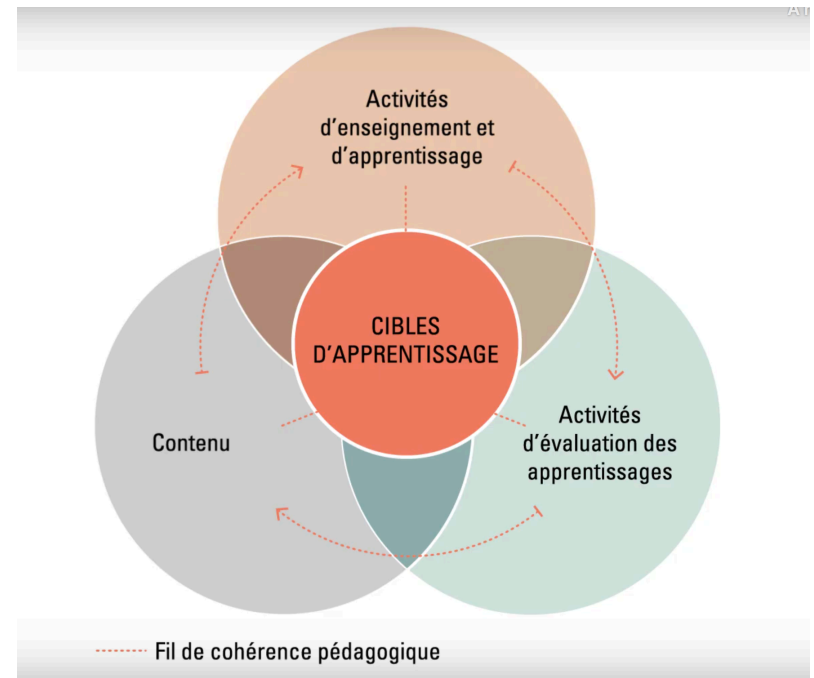 Activités
d'enseignement et
d'apprentissage
CIBLES
D'APPRENTISSAGE
Contenu
Activités
d'évaluation des
apprentissages
Fil de cohérence pédagogique